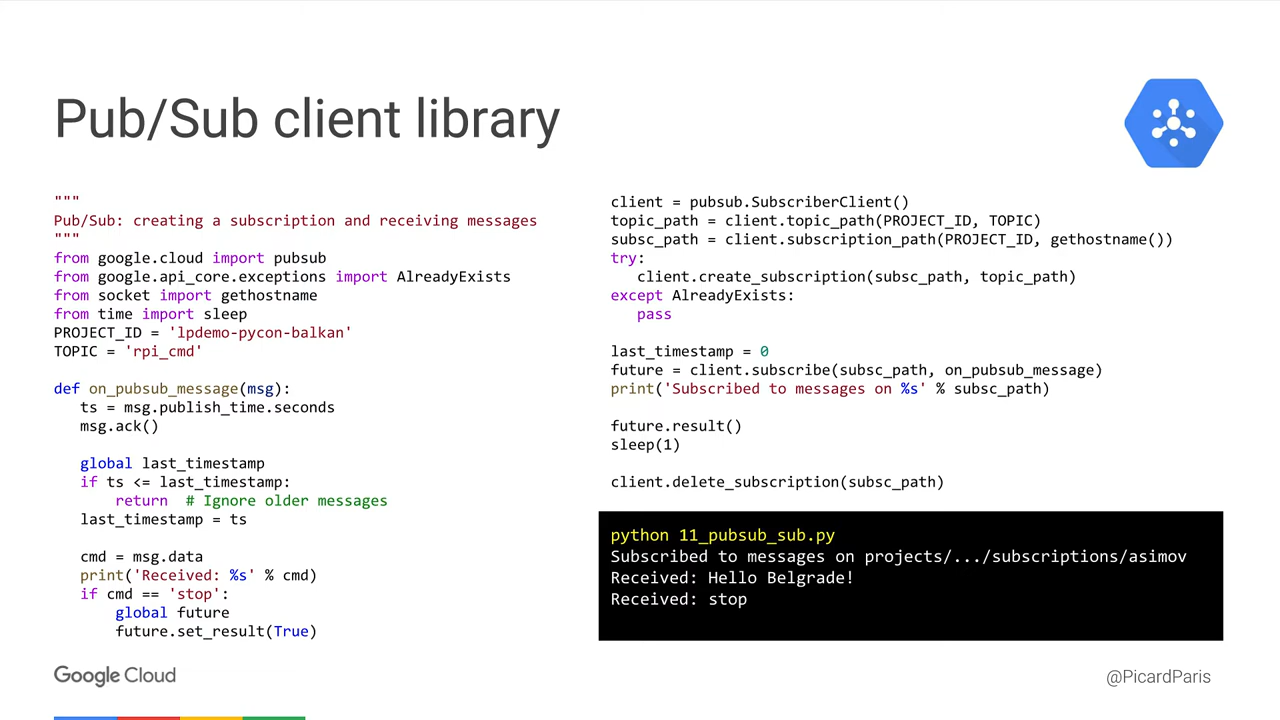 Pub/Sub client library
"""
Pub/Sub: creating a subscription and receiving messages
"""
from google.cloud import pubsub
from google.api_core.exceptions import AlreadyExists
from socket import gethostname
from time import sleep
PROJECT_ID = 'lpdemo-pycon-balkan'
TOPIC = 'rpi_cmd'
def on_pubsub_message(msg):
ts = msg.publish_time.seconds
msg.ack()
global last_timestamp
if ts <= last_timestamp:
return # Ignore older messages
last_timestamp = ts
cmd = msg.data
print('Received: %s' % cmd)
if cmd == 'stop':
global future
future.set_result(True)
client = pubsub.SubscriberClient()
topic_path = client.topic_path(PROJECT_ID, TOPIC)
subsc_path = client.subscription_path(PROJECT_ID, gethostname())
try:
client.create_subscription(subsc_path, topic_path)
except AlreadyExists:
pass
last_timestamp = 0
future = client.subscribe(subsc_path, on_pubsub_message)
print('Subscribed to messages on %s' % subsc_path)
future.result()
sleep(1)
client.delete_subscription(subsc_path)
python 11_pubsub_sub.py
Subscribed to messages on projects/.../subscriptions/asimov
Received: Hello Belgrade!
Received: stop
Google Cloud
@PicardParis